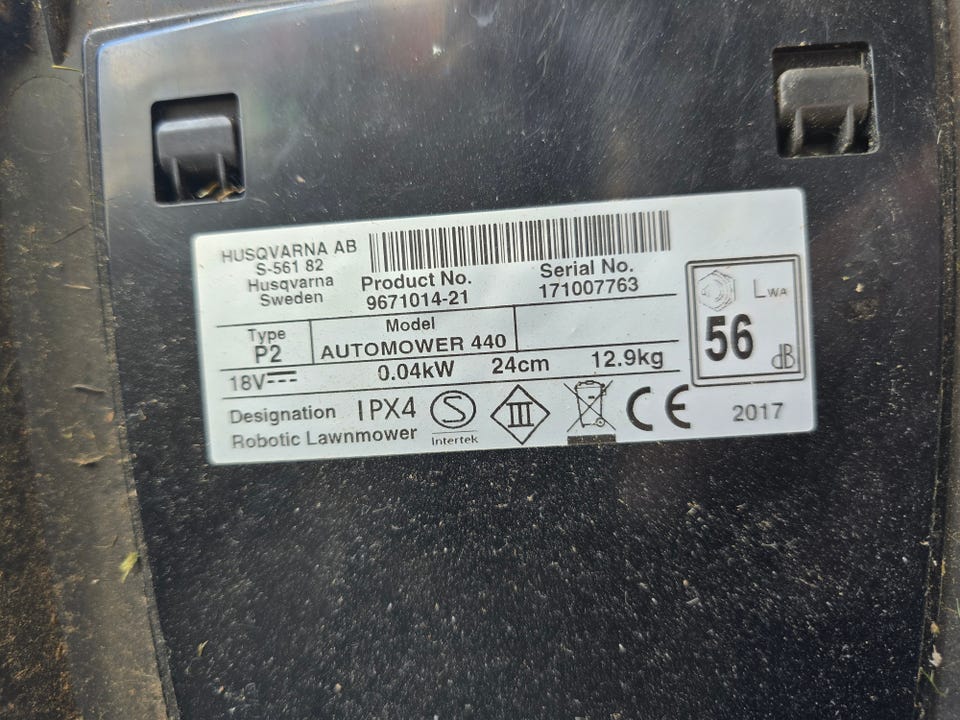 HUSQVARNA AB
S-561 82
Husqvarna
Sweden
Product No.
9671014-21
Serial No.
171007763
Type
P2
Model
AUTOMOWER 440
18V
0.04kW
24cm
12.9kg
LWA
56
dB
Designation
Robotic Lawnmower
IPX4
S
Intertek
III
CE
2017